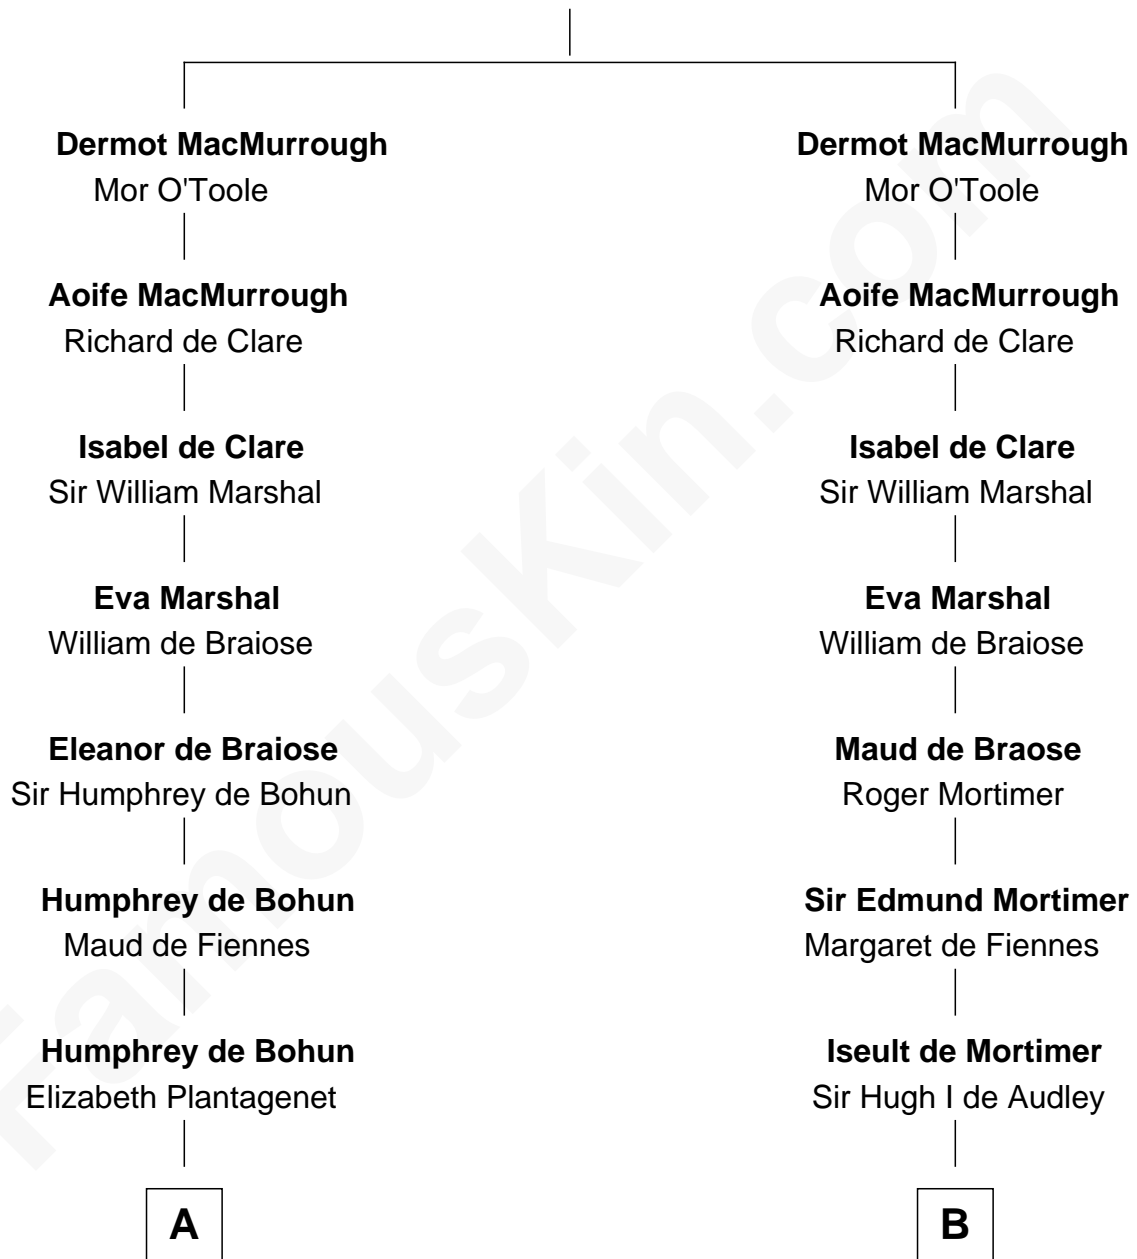 Dermot MacMurrough
Mor O'Toole
Aoife MacMurrough
Richard de Clare
Isabel de Clare
Sir William Marshal
Eva Marshal
William de Braiose
Eleanor de Braiose
Sir Humphrey de Bohun
Humphrey de Bohun
Maud de Fiennes
Humphrey de Bohun
Elizabeth Plantagenet
A
Dermot MacMurrough
Mor O'Toole
Aoife MacMurrough
Richard de Clare
Isabel de Clare
Sir William Marshal
Eva Marshal
William de Braiose
Maud de Braose
Roger Mortimer
Sir Edmund Mortimer
Margaret de Fiennes
Iseult de Mortimer
Sir Hugh I de Audley
B
FamousKin.com